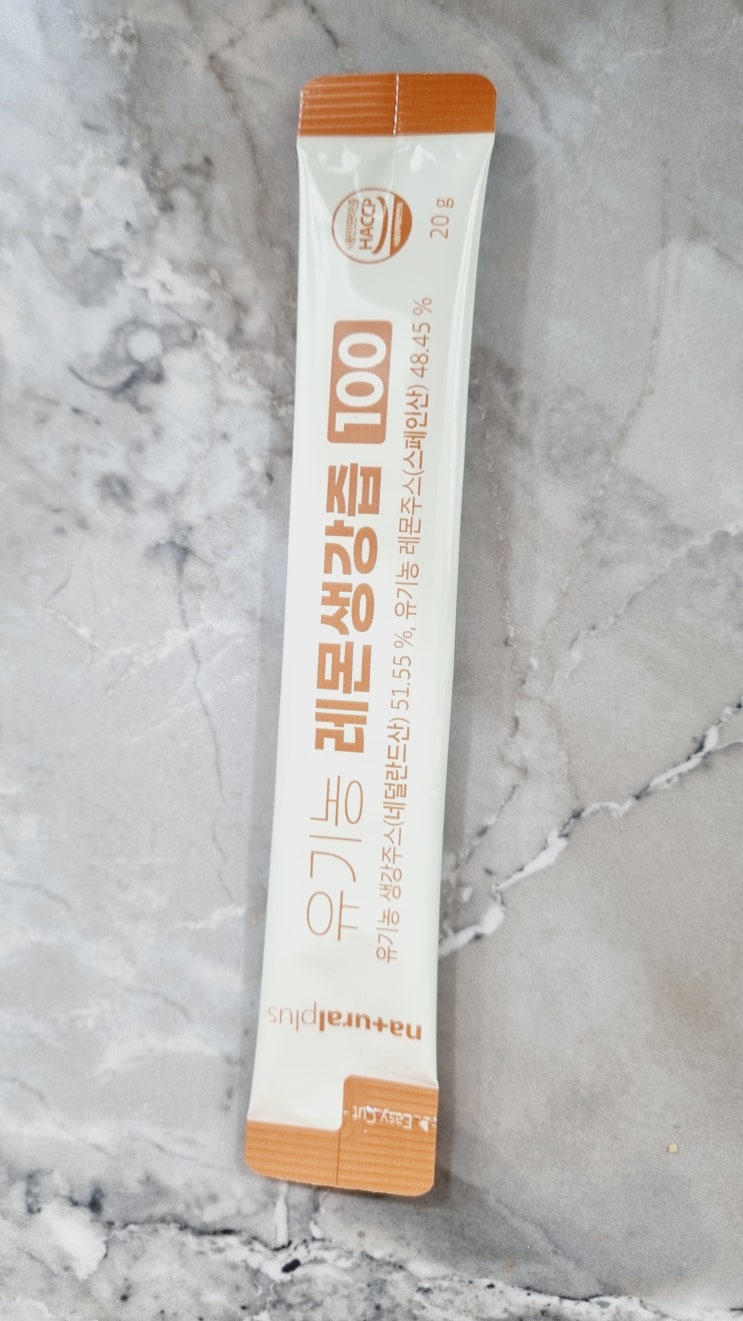 유기농 레몬생강즙 100
유기농 생강주스(네덜란드산) 51.55 %, 유기농 레몬주스(스페인산) 48.45 %
HACCP
20 g
na+uralplus
▶ Easy Cut